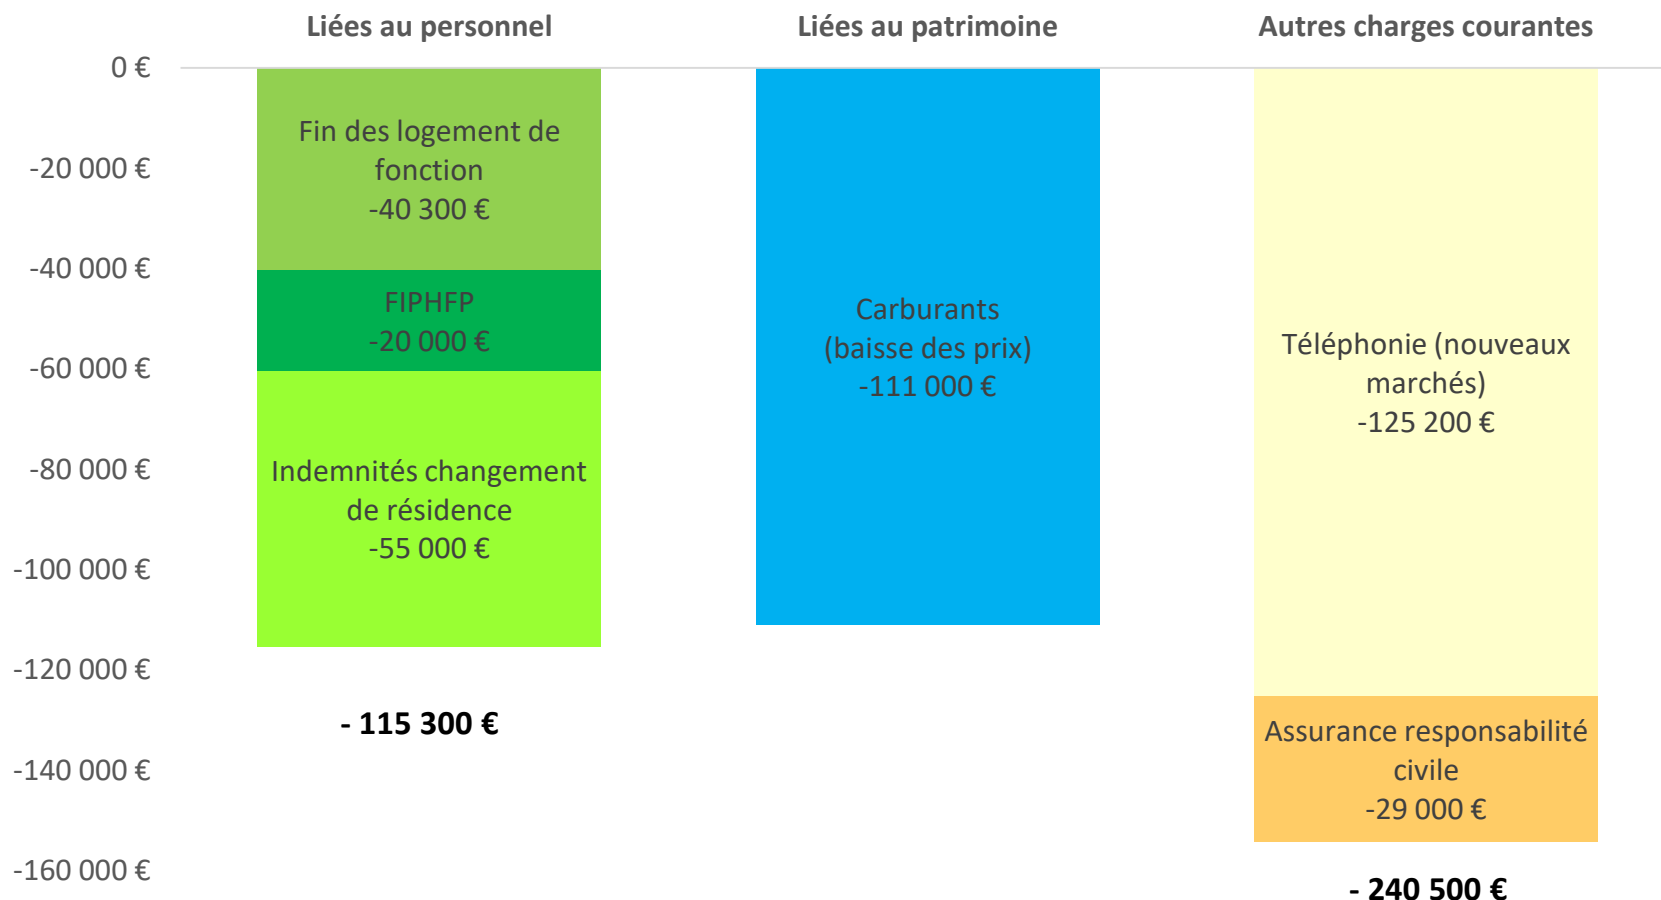 Liées au personnel
Liées au patrimoine
Autres charges courantes
0 €
-20 000 €
-40 000 €
-60 000 €
-80 000 €
-100 000 €
-120 000 €
-140 000 €
-160 000 €
Fin des logement de
fonction
-40 300 €
FIPHFP
-20 000 €
Indemnités changement
de résidence
-55 000 €
- 115 300 €
Carburants
(baisse des prix)
-111 000 €
Téléphonie (nouveaux
marchés)
-125 200 €
Assurance responsabilité
civile
-29 000 €
- 240 500 €